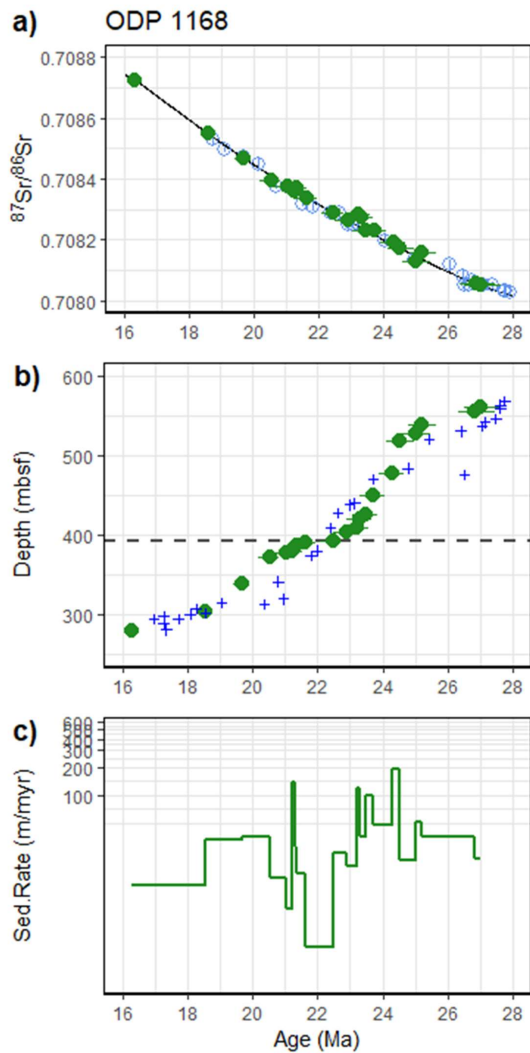 a) ODP 1168
0.7088
0.7086
0.7084
0.7082
0.7080
⁸⁷Sr/⁸⁶Sr
16 18 20 22 24 26 28
b)
600
500
400
300
Depth (mbsf)
16 18 20 22 24 26 28
c)
600
500
400
300
200
100
Sed.Rate (m/myr)
16 18 20 22 24 26 28
Age (Ma)